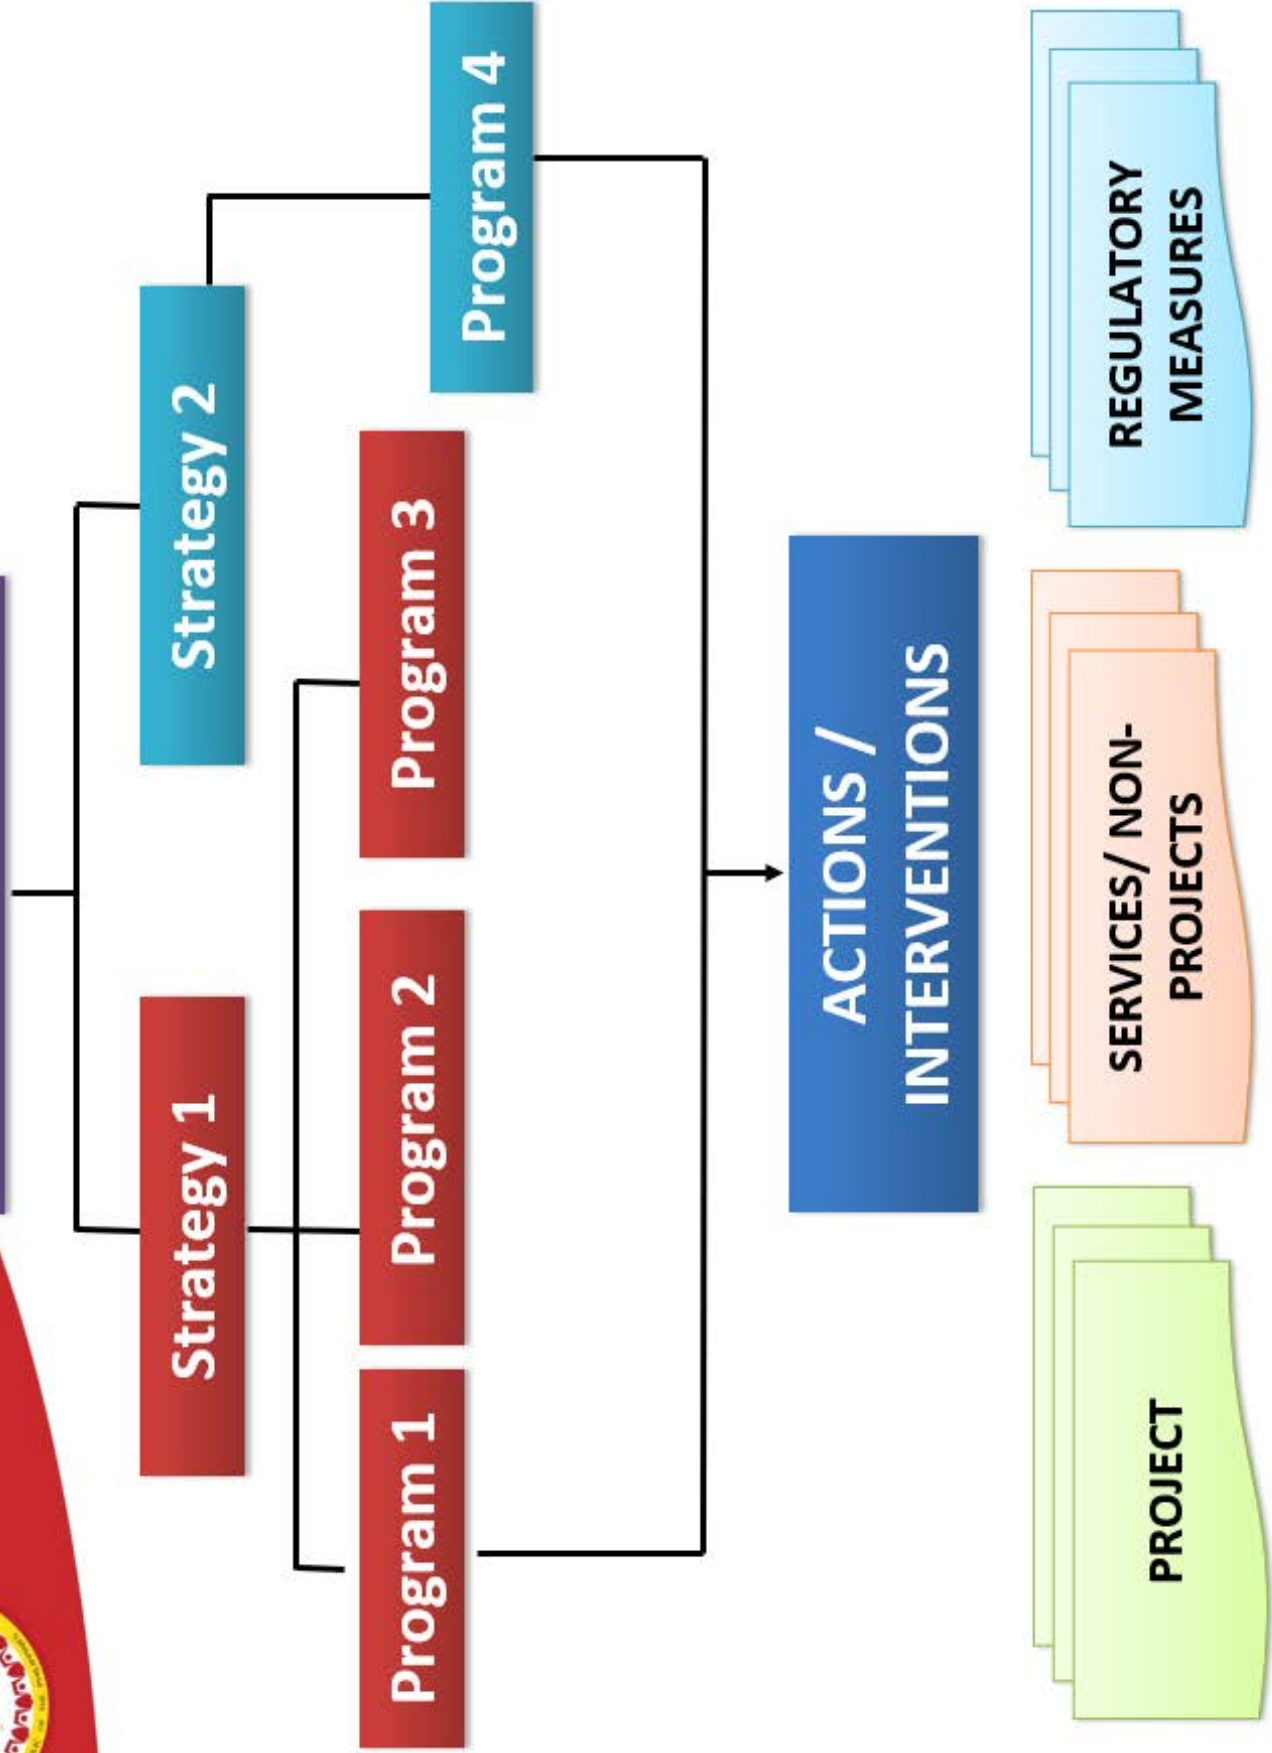 Strategy 1
Strategy 2
Program 1
Program 2
Program 3
Program 4
ACTIONS /
INTERVENTIONS
PROJECT
SERVICES/ NON-
PROJECTS
REGULATORY
MEASURES